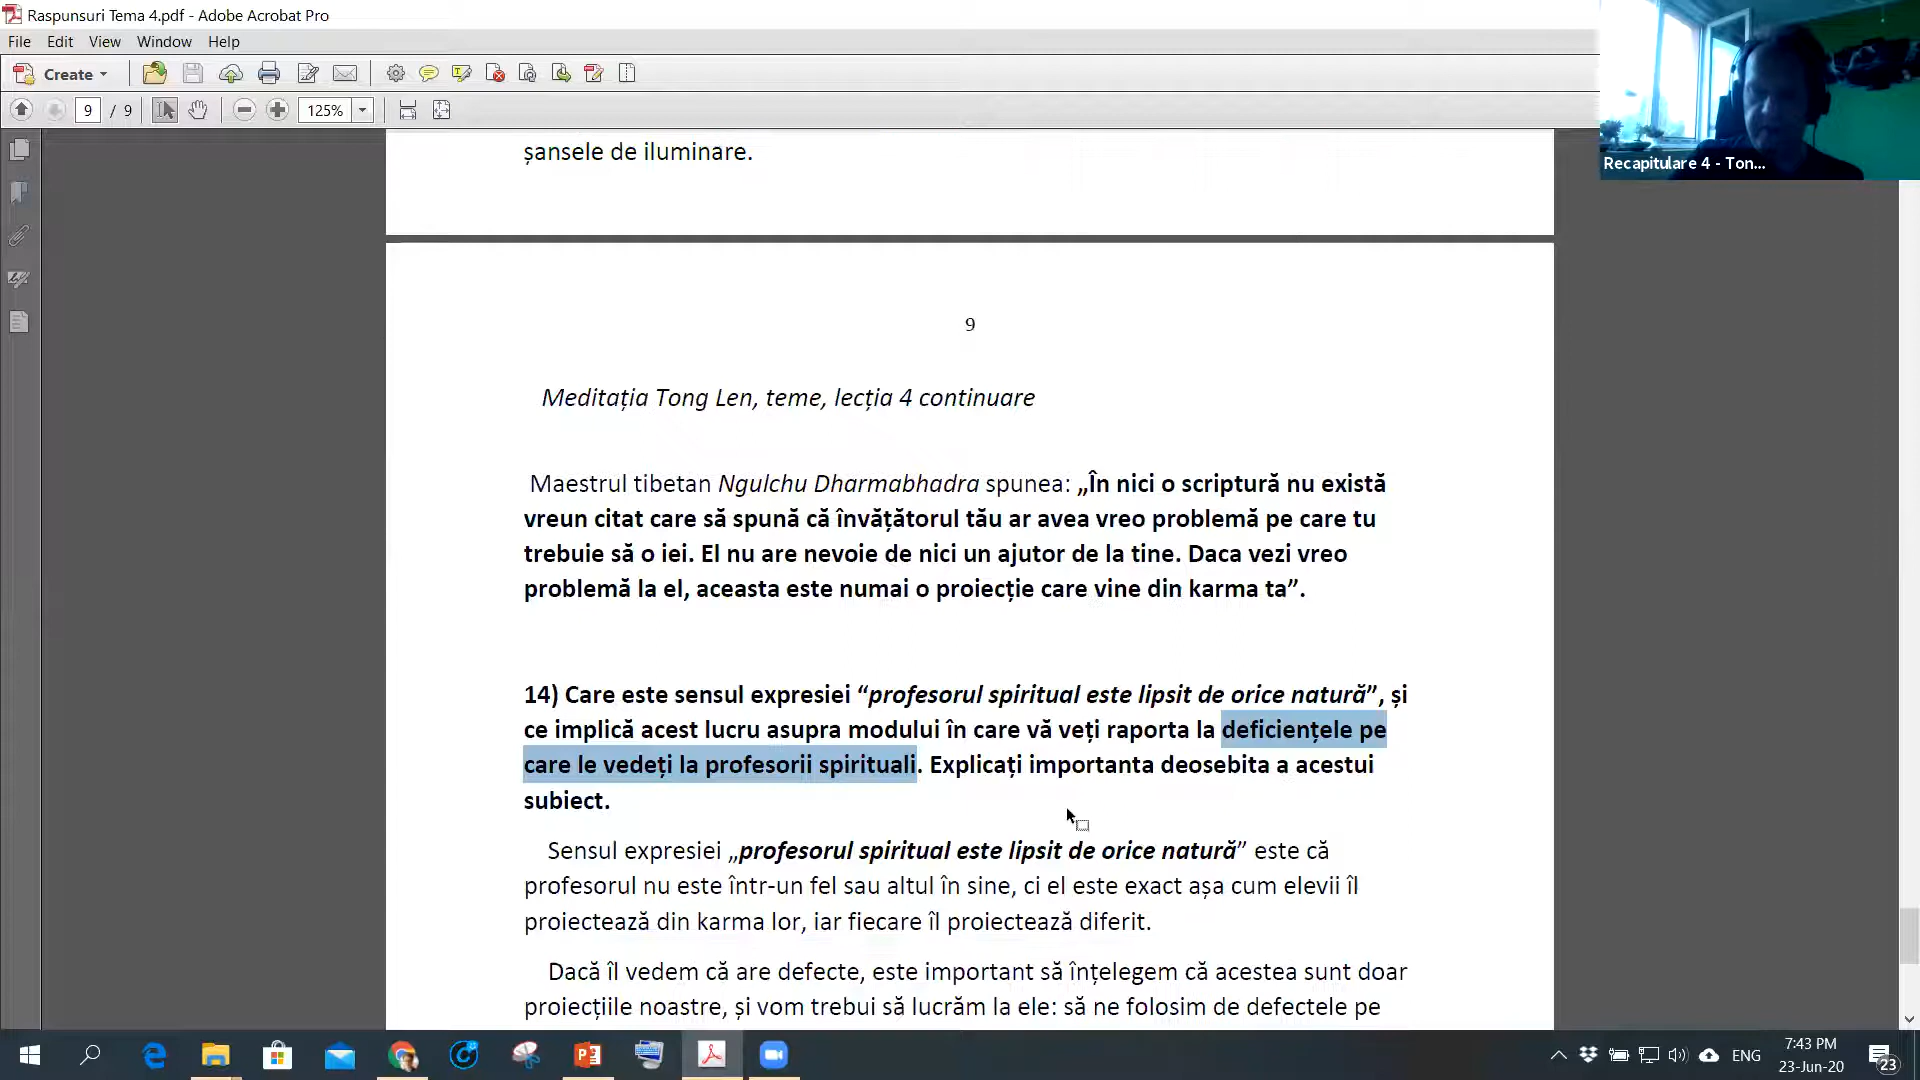 Raspunsuri Tema 4.pdf - Adobe Acrobat Pro
File Edit View Window Help
Create
9 / 9 125%
Recapitulare 4 - Ton...
șansele de iluminare.
9
Meditația Tong Len, teme, lecția 4 continuare
Maestrul tibetan Ngulchu Dharmabhadra spunea: „În nici o scriptură nu există
vreun citat care să spună că învățătorul tău ar avea vreo problemă pe care tu
trebuie să o iei. El nu are nevoie de nici un ajutor de la tine. Daca vezi vreo
problemă la el, aceasta este numai o proiecție care vine din karma ta”.
14) Care este sensul expresiei “profesorul spiritual este lipsit de orice natură”, și
ce implică acest lucru asupra modului în care vă veți raporta la deficiențele pe
care le vedeți la profesorii spirituali. Explicați importanta deosebita a acestui
subiect.
Sensul expresiei „profesorul spiritual este lipsit de orice natură” este că
profesorul nu este într-un fel sau altul în sine, ci el este exact așa cum elevii îl
proiectează din karma lor, iar fiecare îl proiectează diferit.
Dacă îl vedem că are defecte, este important să înțelegem că acestea sunt doar
proiecțiile noastre, și vom trebui să lucrăm la ele: să ne folosim de defectele pe
ENG
7:43 PM
23-Jun-20
23